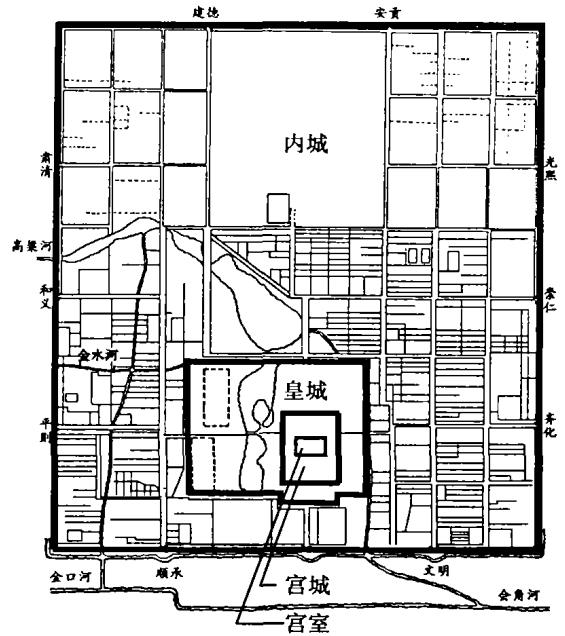 建德 安贞
内城
肃清 光熙
高梁河
和义 崇仁
金水河
皇城
平则 齐化
金口河 顺承 文明
会角河
宫城
宫室